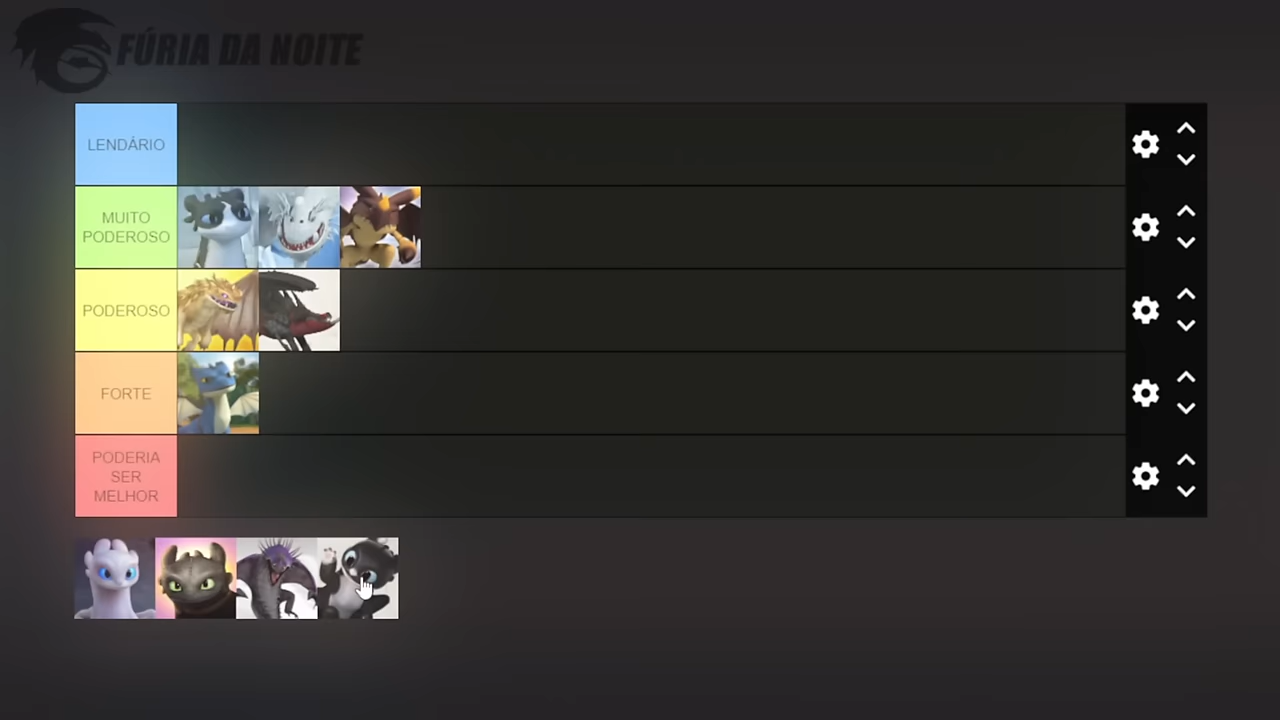 FÚRIA DA NOITE
LENDÁRIO
MUITO
PODEROSO
PODEROSO
FORTE
PODERIA
SER
MELHOR